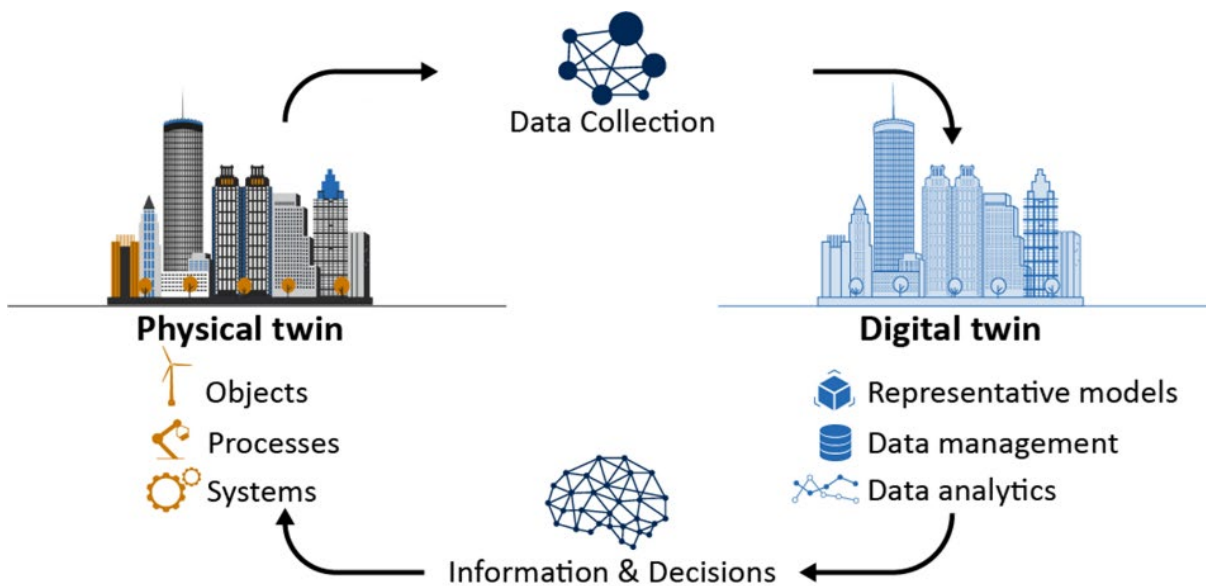 Data Collection
Physical twin
Objects
Processes
Systems
Digital twin
Representative models
Data management
Data analytics
Information & Decisions